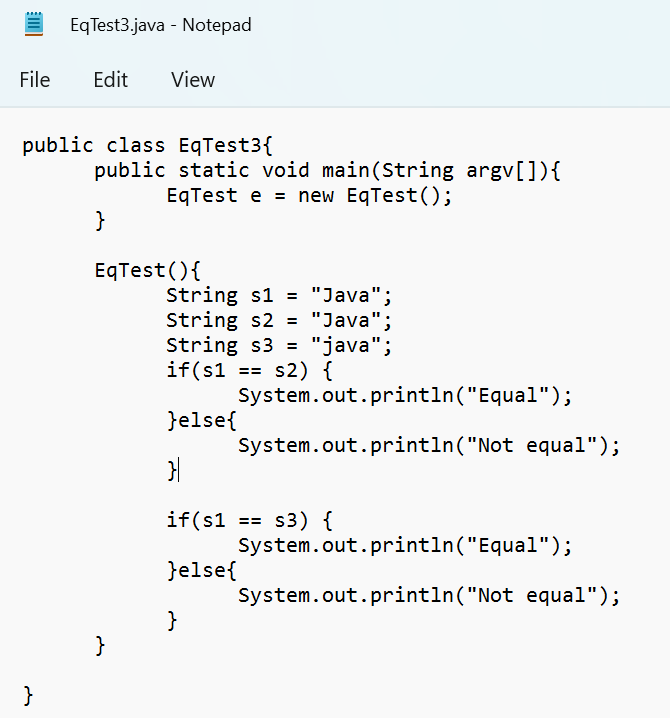 EqTest3.java - Notepad
File Edit View
public class EqTest3{
public static void main(String argv[]){
EqTest e = new EqTest();
}
EqTest(){
String s1 = "Java";
String s2 = "Java";
String s3 = "java";
if(s1 == s2) {
System.out.println("Equal");
}else{
System.out.println("Not equal");
}
if(s1 == s3) {
System.out.println("Equal");
}else{
System.out.println("Not equal");
}
}
}